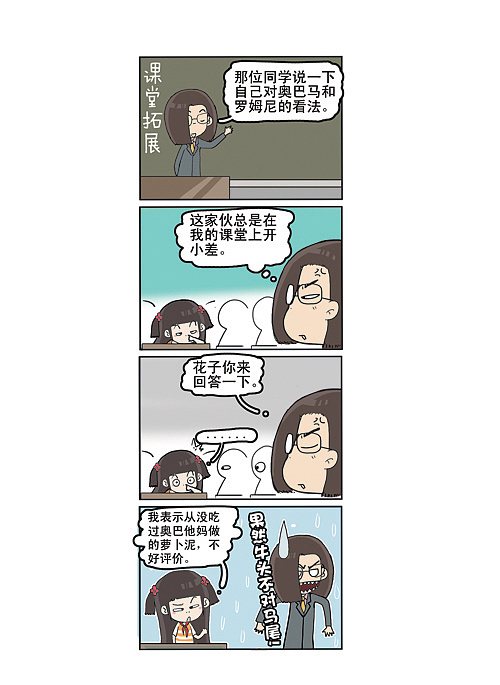 课堂拓展
那位同学说一下
自己对奥巴马和
罗姆尼的看法。
这家伙总是在
我的课堂上开
小差。
花子你来
回答一下。
......
我表示从没吃
过奥巴他妈做
的萝卜泥，不
好评价。
果然牛头不对马尾！